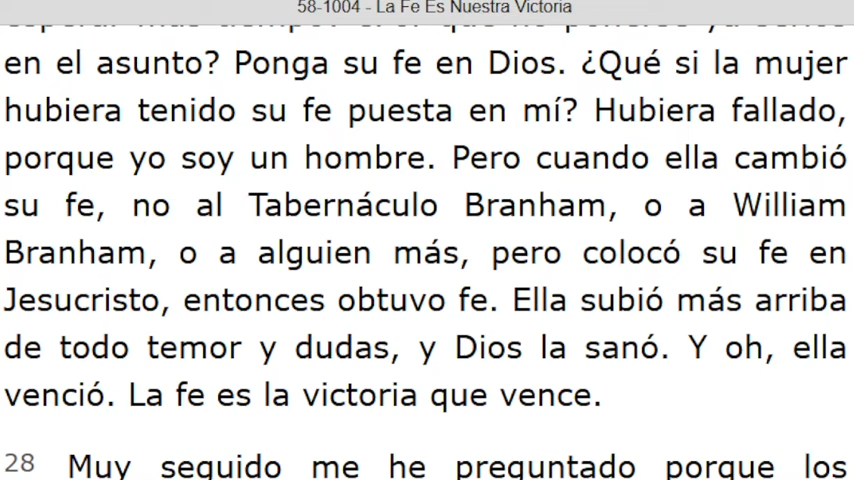 58-1004 - La Fe Es Nuestra Victoria
en el asunto? Ponga su fe en Dios. ¿Qué si la mujer
hubiera tenido su fe puesta en mí? Hubiera fallado,
porque yo soy un hombre. Pero cuando ella cambió
su fe, no al Tabernáculo Branham, o a William
Branham, o a alguien más, pero colocó su fe en
Jesucristo, entonces obtuvo fe. Ella subió más arriba
de todo temor y dudas, y Dios la sanó. Y oh, ella
venció. La fe es la victoria que vence.
28 Muy seguido me he preguntado porque los